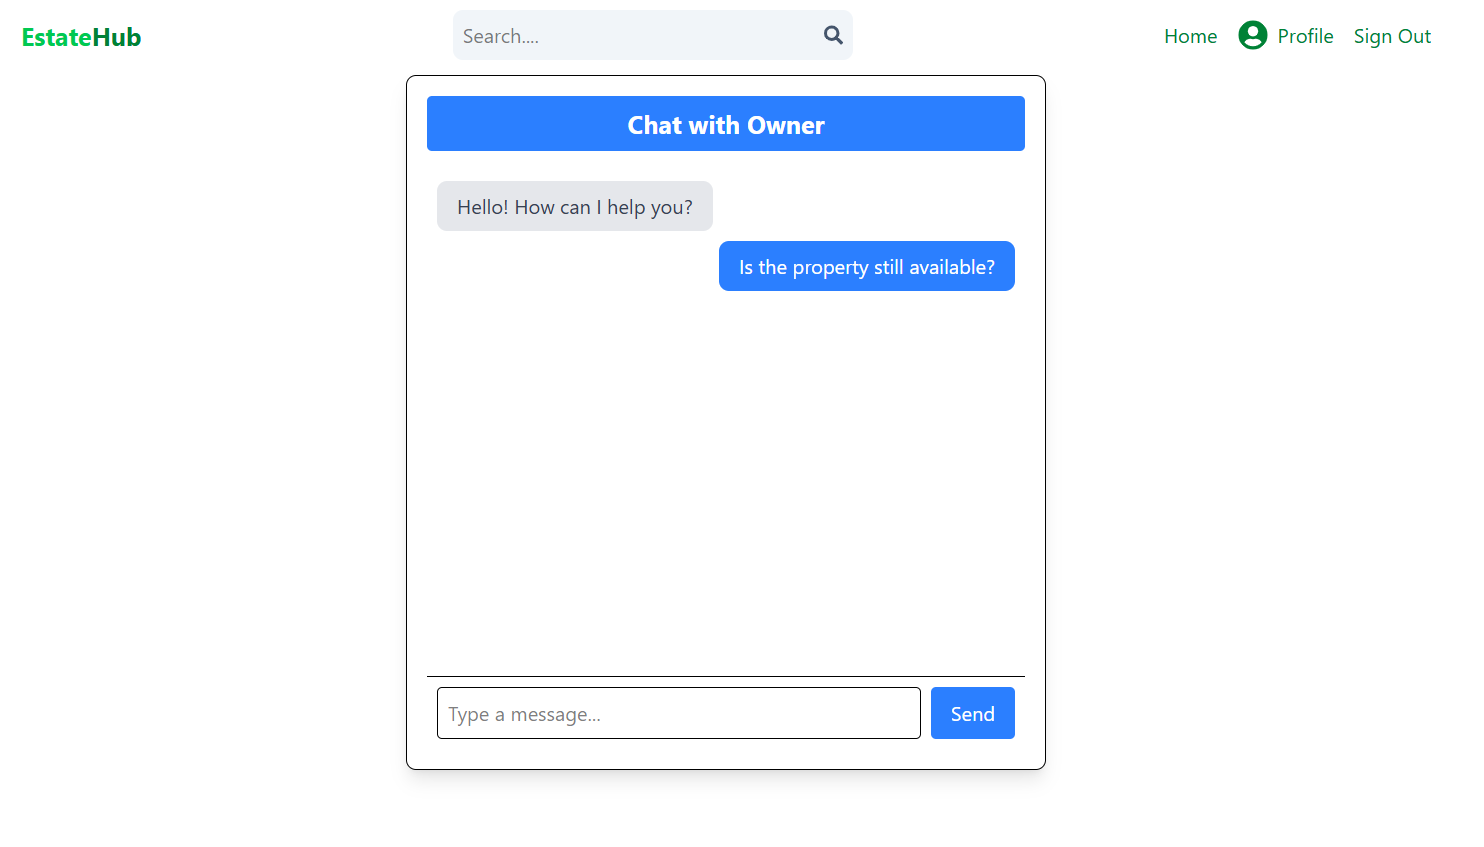 EstateHub
Search....
Home
Profile
Sign Out
Chat with Owner
Hello! How can I help you?
Is the property still available?
Type a message...
Send